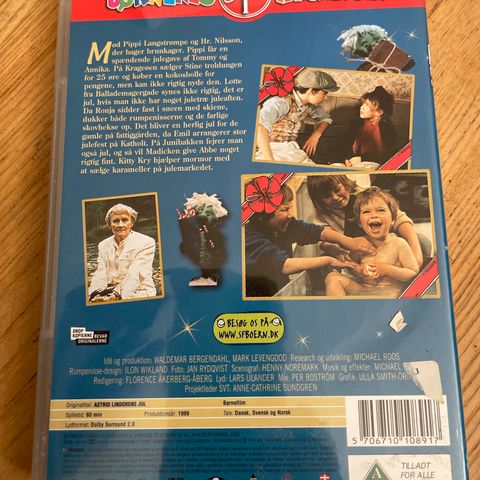 BØRNENES
Mød Pippi Langstrømpe og Hr. Nilsson,
der bager brunkager. Pippi får en
spændende julegave af Tommy og
Annika. På Krageøen sælger Stine troldungen
for 25 øre og køber en kokosbolle for
pengene, men kan ikke rigtig nyde den. Lotte
fra Ballademagergade synes ikke rigtig, det er
jul, hvis man ikke har noget juletræ juleaften.
Da Ronja sidder fast i sneen med skiene,
dukker både rumpenisserne og de farlige
skovhekse op. Det bliver en herlig jul for de
gamle på fattiggården, da Emil arrangerer stor
julefest på Katholt. På Junibakken fejrer man
også jul, og så vil Madicken give Abbe noget
rigtig fint. Kitty Kry hjælper mormor med
at sælge karameller på julemarkedet.
BESØG OS PÅ
www.SFBOERN.DK
DROP
KOPIERNE
BEVAR
ORIGINALERNE
Idé og produktion: WALDEMAR BERGENDAHL, MARK LEVENGOOD Research og udvikling: MICHAEL ROOS
Rumpenisse-design: ILON WIKLAND Foto: JAN RYDQVIST Scenografi: HENNY NOREMARK Musik og effekter: MICHAEL
Redigering: FLORENCE ÅKERBERG-ÅBERG Lyd: LARS ULANDER Mix: PER BOSTRÖM Grafik: ULLA SMITH-
Projektchef SVT: ANNE-CATHRINE SUNDGREN
3
Originaltitel: ASTRID LINDGRENS JUL Børnefilm
Spilletid: 60 min Produktionsår: 1999 Tale: Dansk, Svensk og Norsk
Lydformat: Dolby Surround 2.0
5 706710 108917
A
TILLADT
FOR ALLE